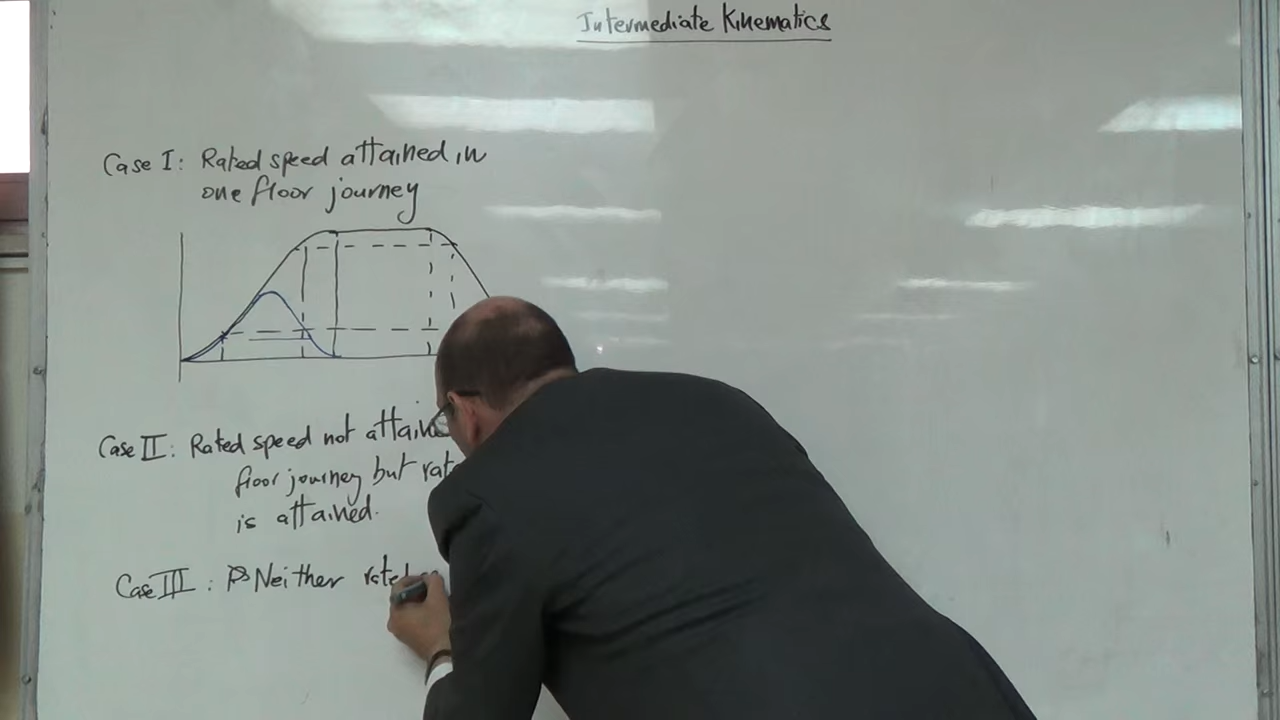 Intermediate Kinematics
Case I: Rated speed attained in
one floor journey
Case II: Rated speed not
floor journey but
is attained.
Case III: Neither